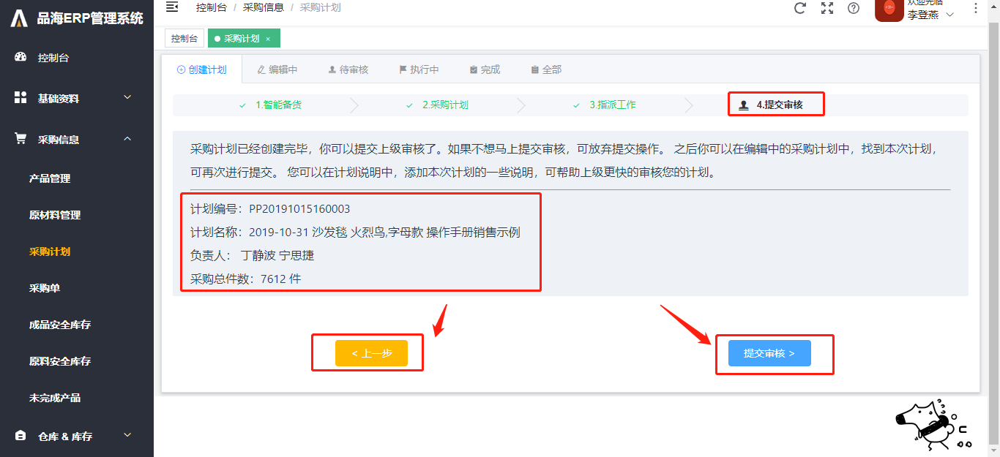 品海ERP管理系统
控制台 / 采购信息 / 采购计划
欢迎光临
李登燕
控制台
采购计划 ×
控制台
基础资料
采购信息
产品管理
原材料管理
采购计划
采购单
成品安全库存
原料安全库存
未完成产品
仓库 & 库存
创建计划 编辑中 待审核 执行中 完成 全部
1.智能备货 2.采购计划 3.指派工作 4.提交审核
采购计划已经创建完毕，你可以提交上级审核了。如果不想马上提交审核，可放弃提交操作。 之后你可以在编辑中的采购计划中，找到本次计划，
可再次进行提交。 您可以在计划说明中，添加本次计划的一些说明，可帮助上级更快的审核您的计划。
计划编号：PP20191015160003
计划名称：2019-10-31 沙发毯 火烈鸟,字母款 操作手册销售示例
负责人： 丁静波 宁思捷
采购总件数：7612 件
< 上一步
提交审核 >